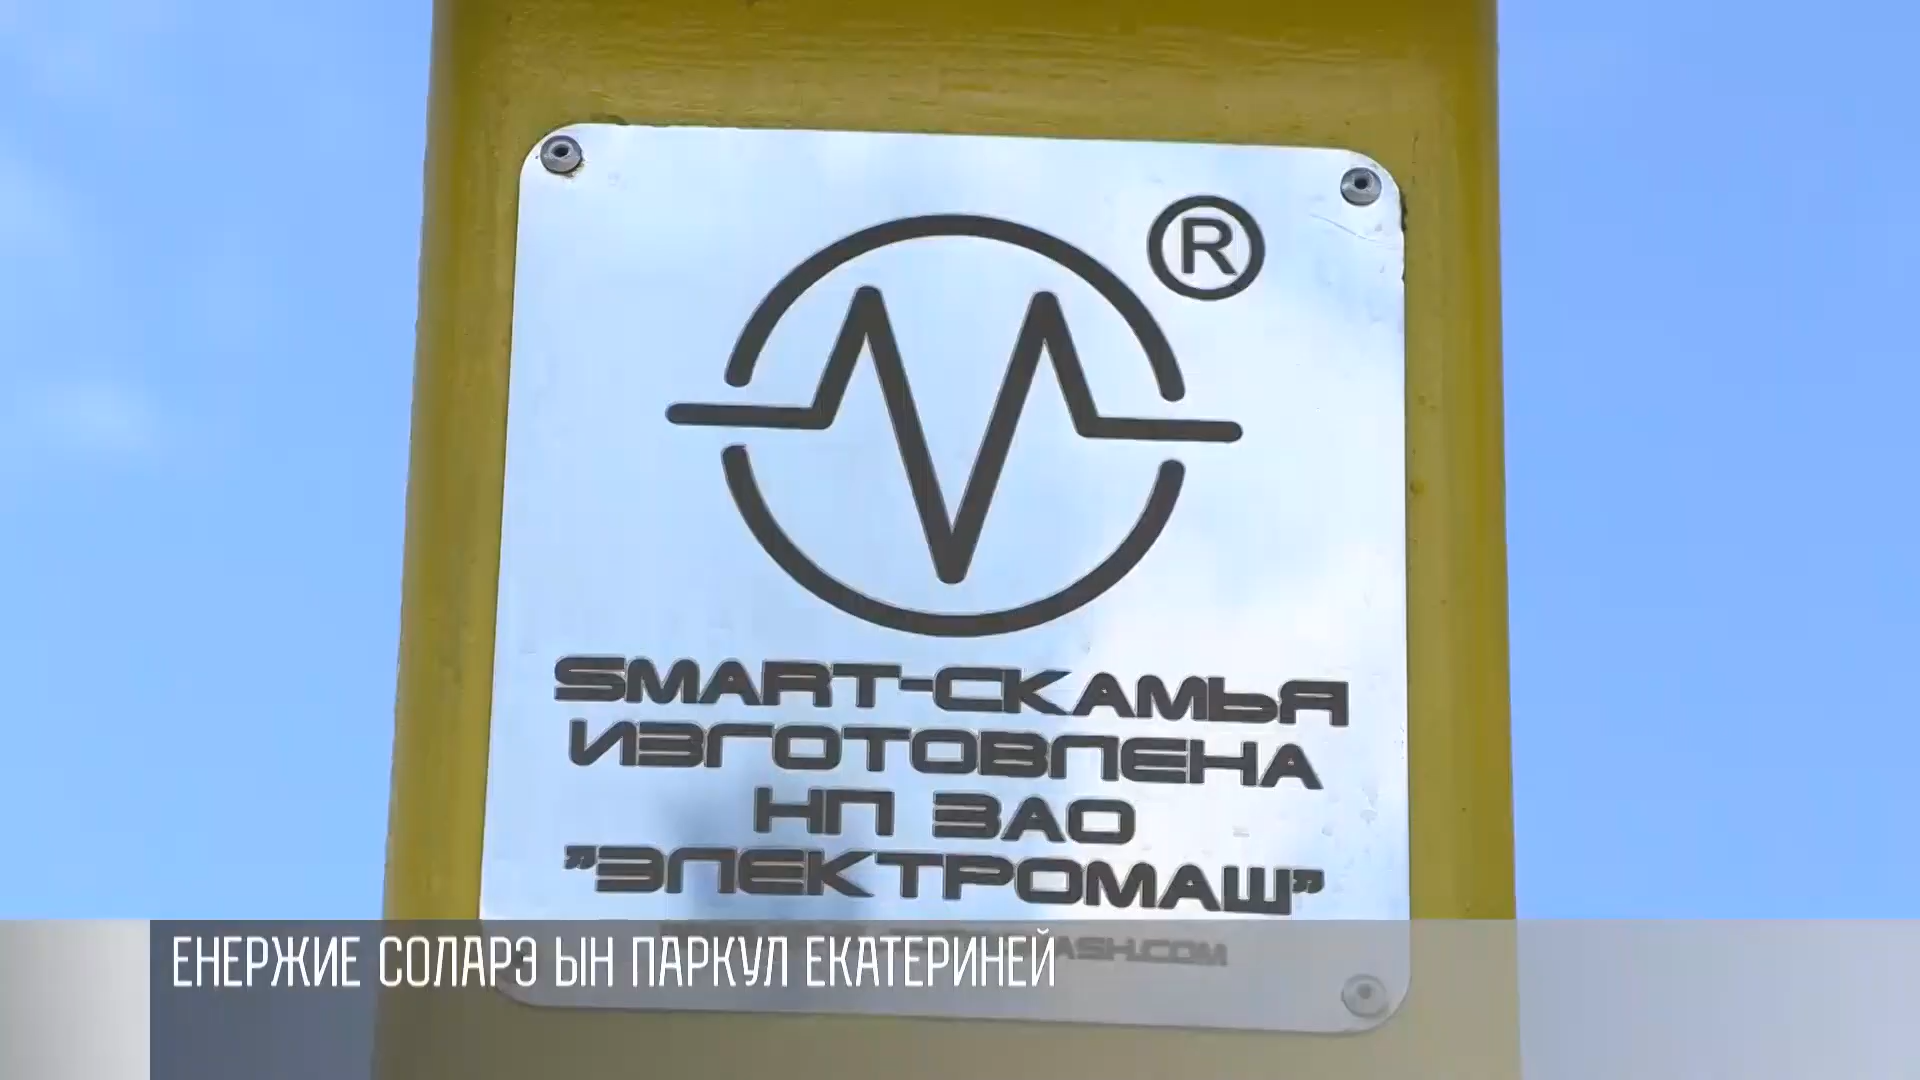 ®
SMART-СКАМЬЯ
ИЗГОТОВЛЕНА
НП ЗАО
"ЭЛЕКТРОМАШ"
ЕНЕРЖИЕ СОЛАРЭ ЫН ПАРКУЛ ЕКАТЕРИНЕЙ